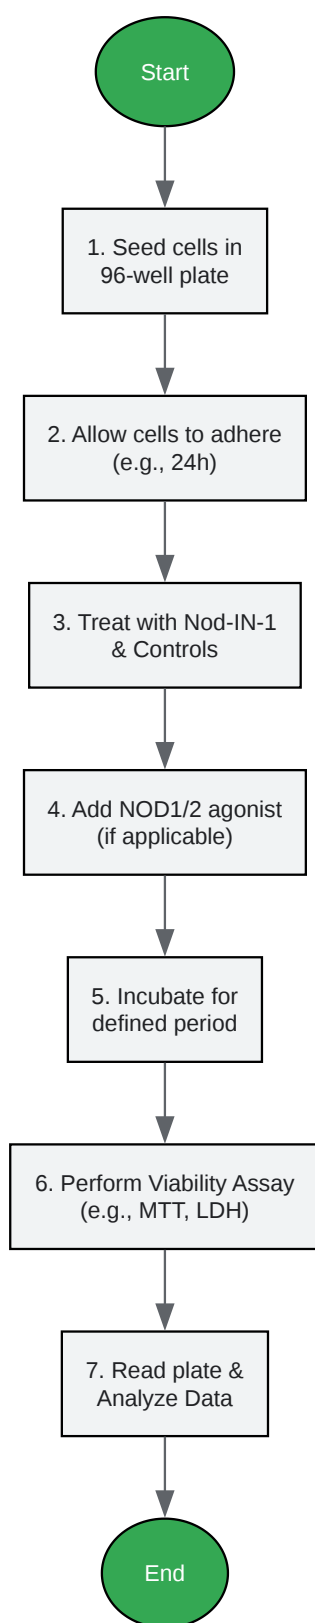 Start
1. Seed cells in
96-well plate
2. Allow cells to adhere
(e.g., 24h)
3. Treat with Nod-IN-1
& Controls
4. Add NOD1/2 agonist
(if applicable)
5. Incubate for
defined period
6. Perform Viability Assay
(e.g., MTT, LDH)
7. Read plate &
Analyze Data
End